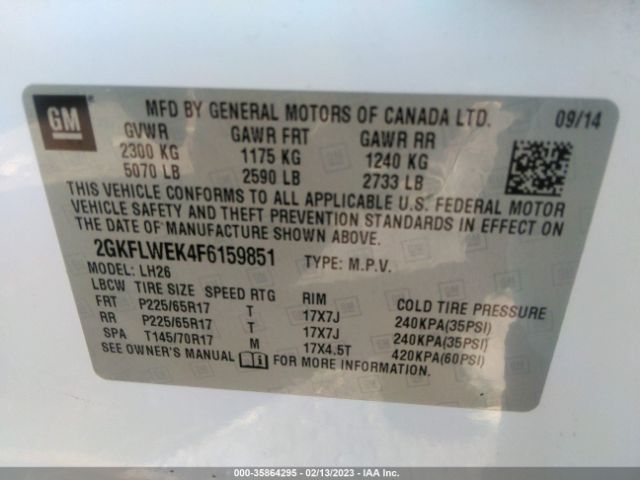 GM
MFD BY GENERAL MOTORS OF CANADA LTD. 09/14
GVWR GAWR FRT GAWR RR
2300 KG 1175 KG 1240 KG
5070 LB 2590 LB 2733 LB
THIS VEHICLE CONFORMS TO ALL APPLICABLE U.S. FEDERAL MOTOR
VEHICLE SAFETY AND THEFT PREVENTION STANDARDS IN EFFECT ON
THE DATE OF MANUFACTURE SHOWN ABOVE.
2GKFLWEK4F6159851 TYPE: M.P.V.
MODEL: LH26
LBCW TIRE SIZE SPEED RTG RIM COLD TIRE PRESSURE
FRT P225/65R17 T 17X7J 240KPA(35PSI)
RR P225/65R17 T 17X7J 240KPA(35PSI)
SPA T145/70R17 M 17X4.5T 420KPA(60PSI)
SEE OWNER'S MANUAL FOR MORE INFORMATION.
000-35864295 - 02/13/2023 - IAA Inc.